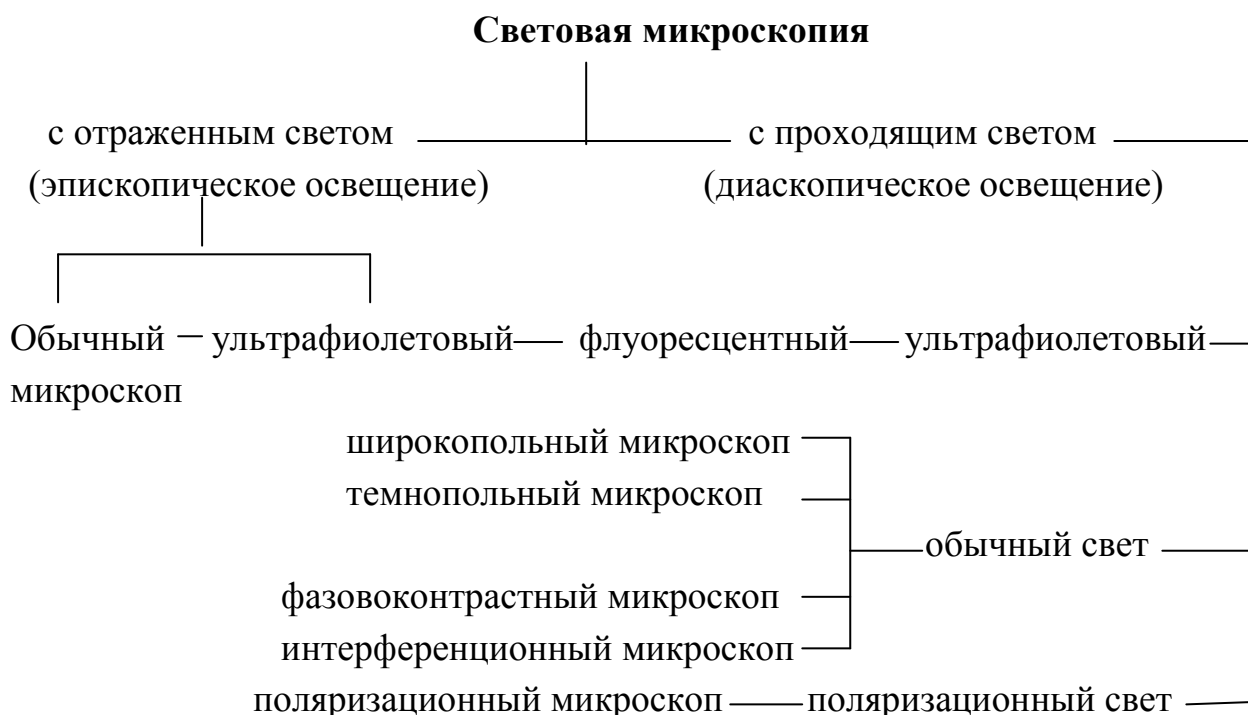 Световая микроскопия
с отраженным светом с проходящим светом
(эпископическое освещение) (диаскопическое освещение)
Обычный ультрафиолетовый флуоресцентный ультрафиолетовый
микроскоп
широкопольный микроскоп
темнопольный микроскоп
обычный свет
фазовоконтрастный микроскоп
интерференционный микроскоп
поляризационный микроскоп поляризационный свет